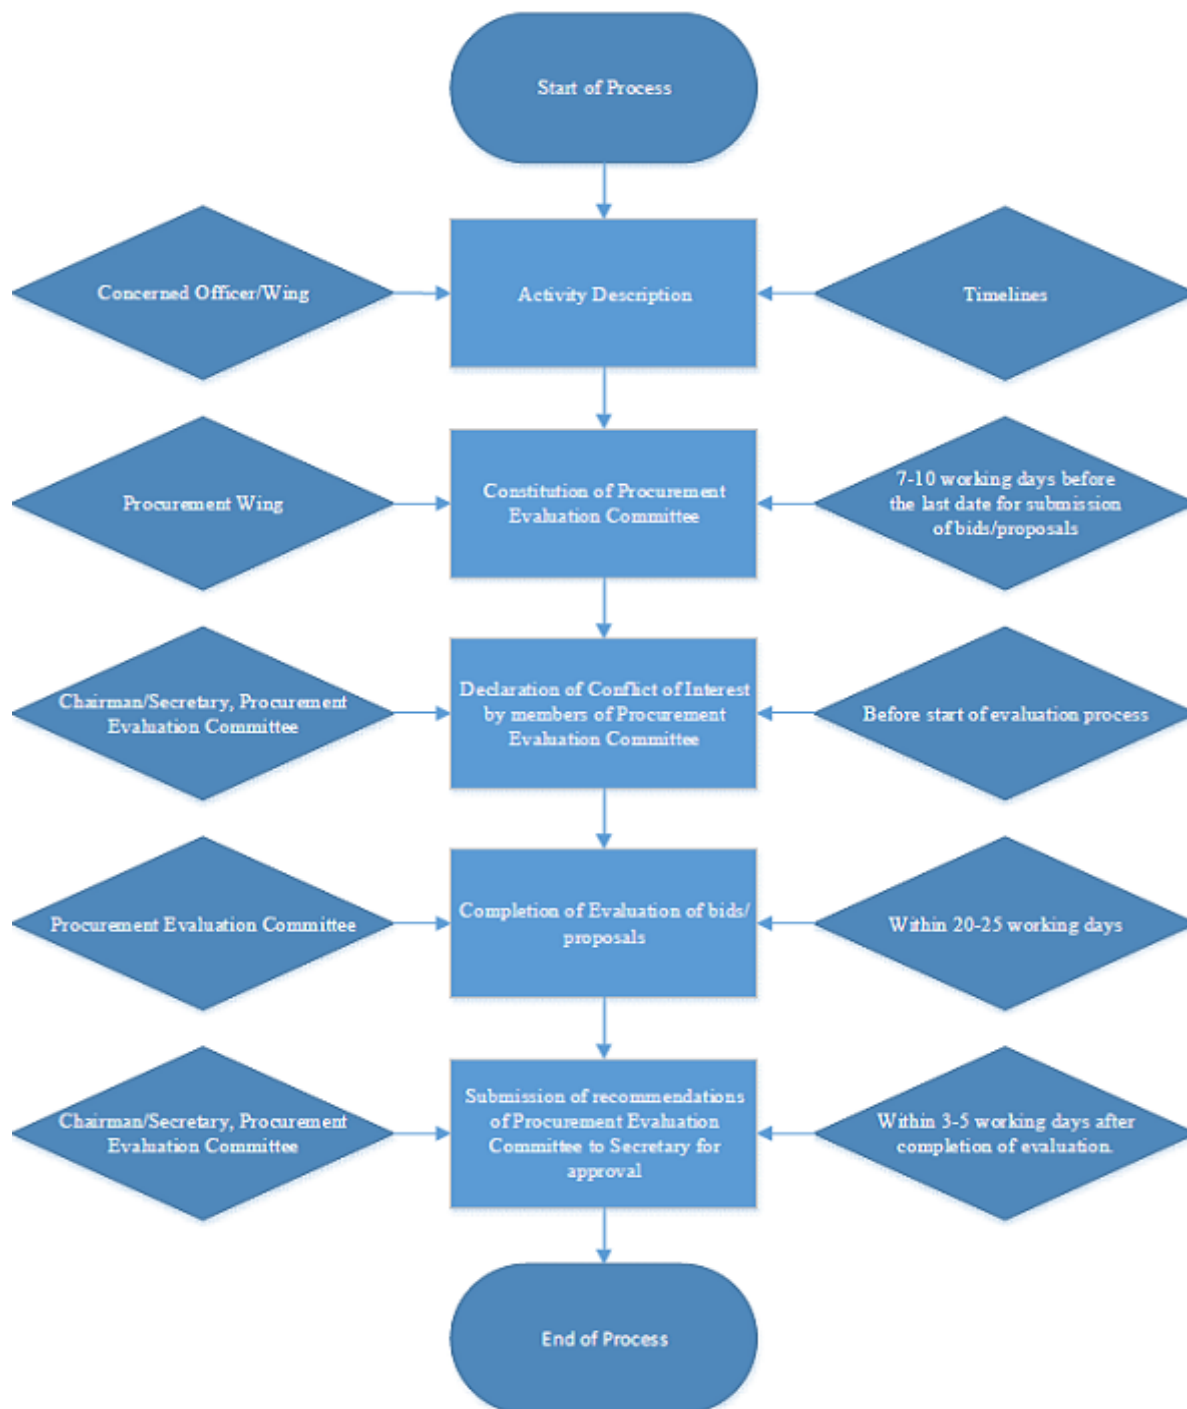 Start of Process
Concerned Officer/Wing
Activity Description
Timelines
Procurement Wing
Constitution of Procurement
Evaluation Committee
7-10 working days before
the last date for submission
of bids/proposals
Chairman/Secretary, Procurement
Evaluation Committee
Declaration of Conflict of Interest
by members of Procurement
Evaluation Committee
Before start of evaluation process
Procurement Evaluation Committee
Completion of Evaluation of bids/
proposals
Within 20-25 working days
Chairman/Secretary, Procurement
Evaluation Committee
Submission of recommendations
of Procurement Evaluation
Committee to Secretary for
approval
Within 3-5 working days after
completion of evaluation.
End of Process